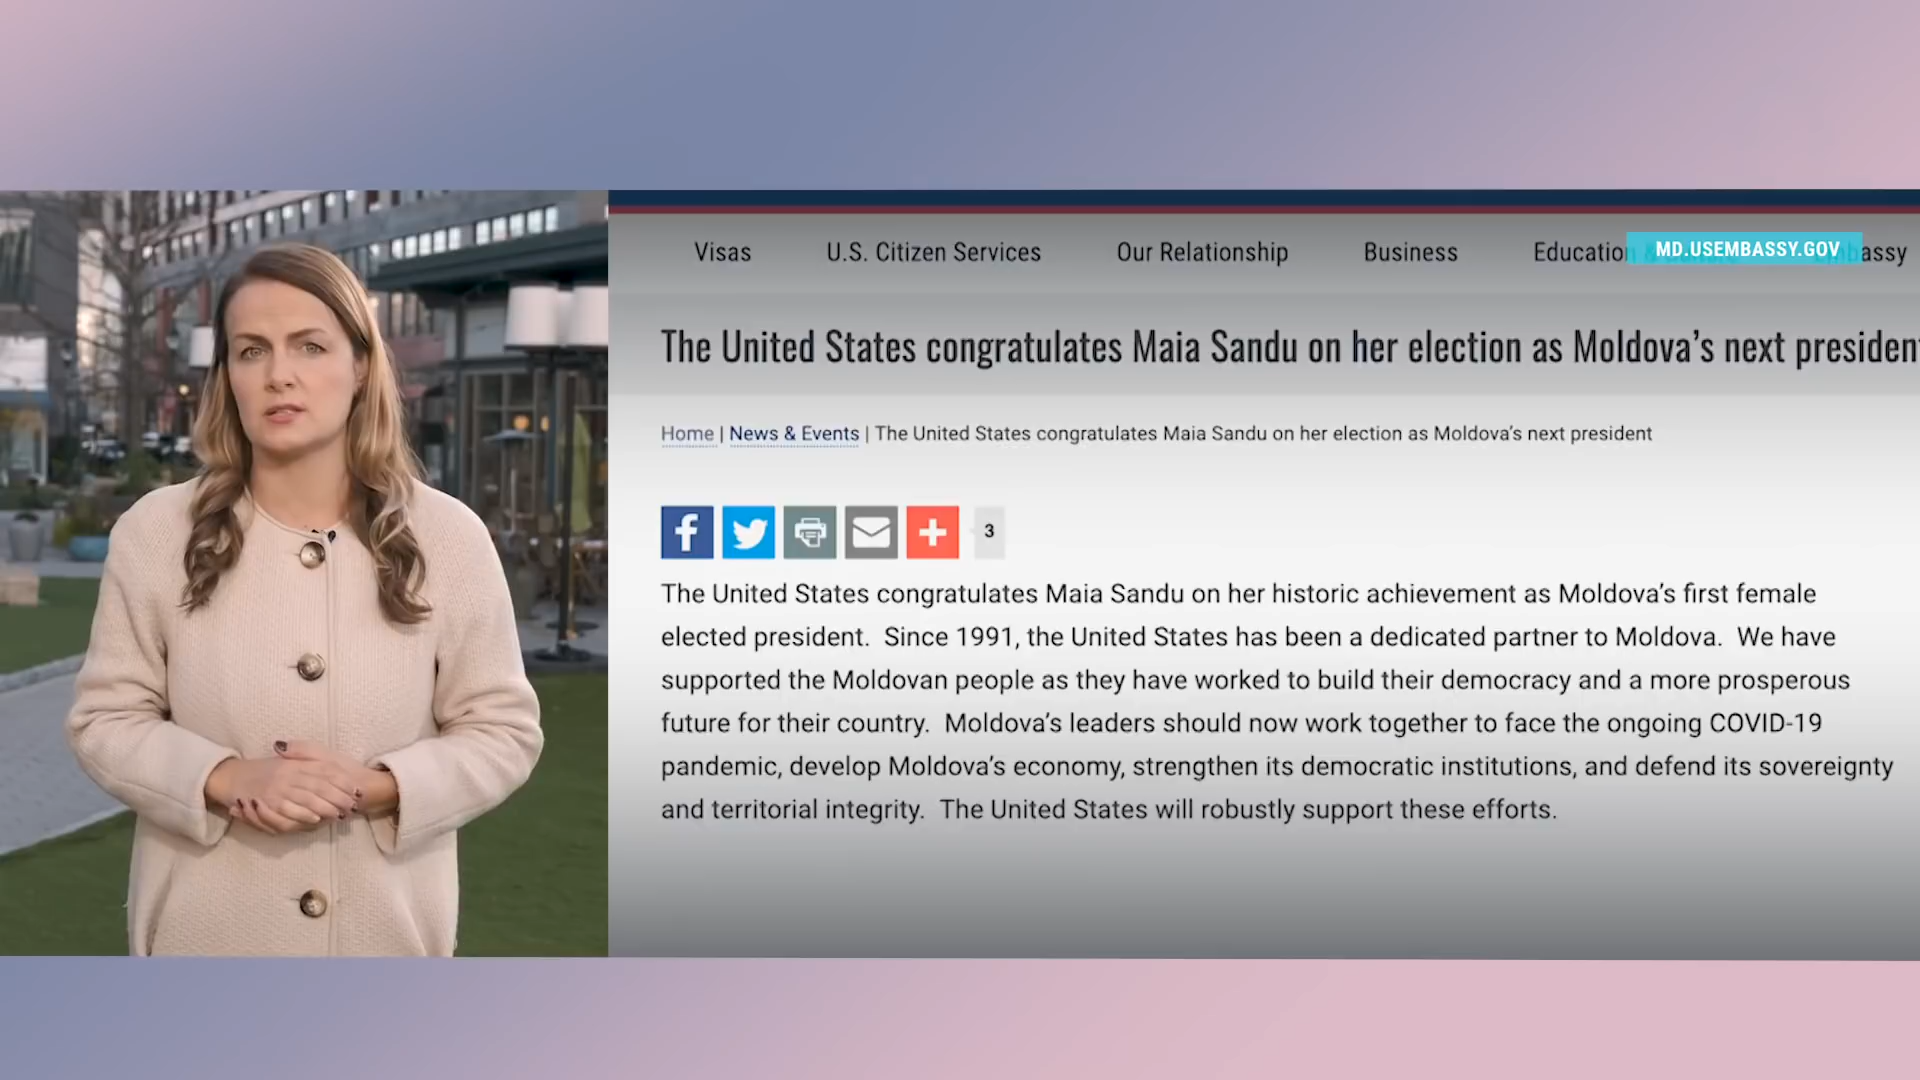 Visas U.S. Citizen Services Our Relationship Business Education
MD.USEMBASSY.GOV
The United States congratulates Maia Sandu on her election as Moldova's next president
Home | News & Events | The United States congratulates Maia Sandu on her election as Moldova's next president
3
The United States congratulates Maia Sandu on her historic achievement as Moldova's first female
elected president. Since 1991, the United States has been a dedicated partner to Moldova. We have
supported the Moldovan people as they have worked to build their democracy and a more prosperous
future for their country. Moldova's leaders should now work together to face the ongoing COVID-19
pandemic, develop Moldova's economy, strengthen its democratic institutions, and defend its sovereignty
and territorial integrity. The United States will robustly support these efforts.